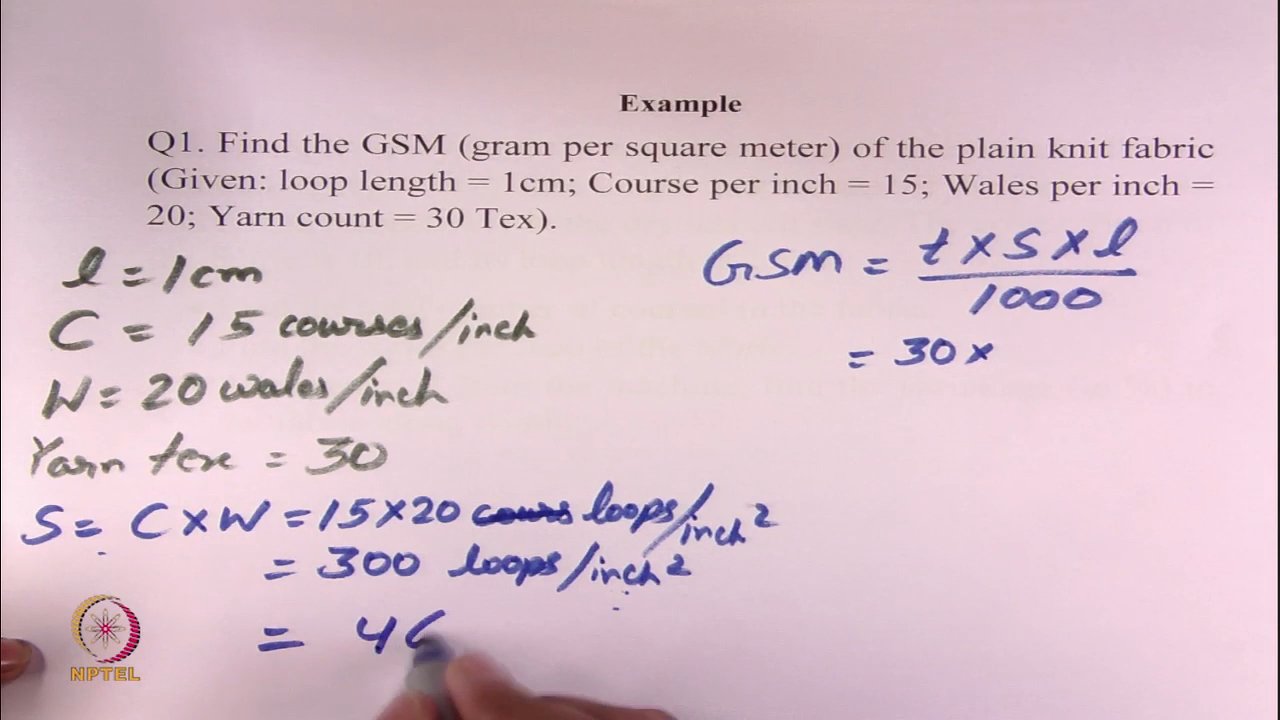 Example
Q1. Find the GSM (gram per square meter) of the plain knit fabric
(Given: loop length = 1cm; Course per inch = 15; Wales per inch =
20; Yarn count = 30 Tex).
l = 1cm
C = 15 courses/inch
W = 20 wales/inch
Yarn tex = 30
S = C×W = 15×20 loops/inch²
= 300 loops/inch²
= 46
GSM = t × S × l / 1000
= 30 ×
NPTEL